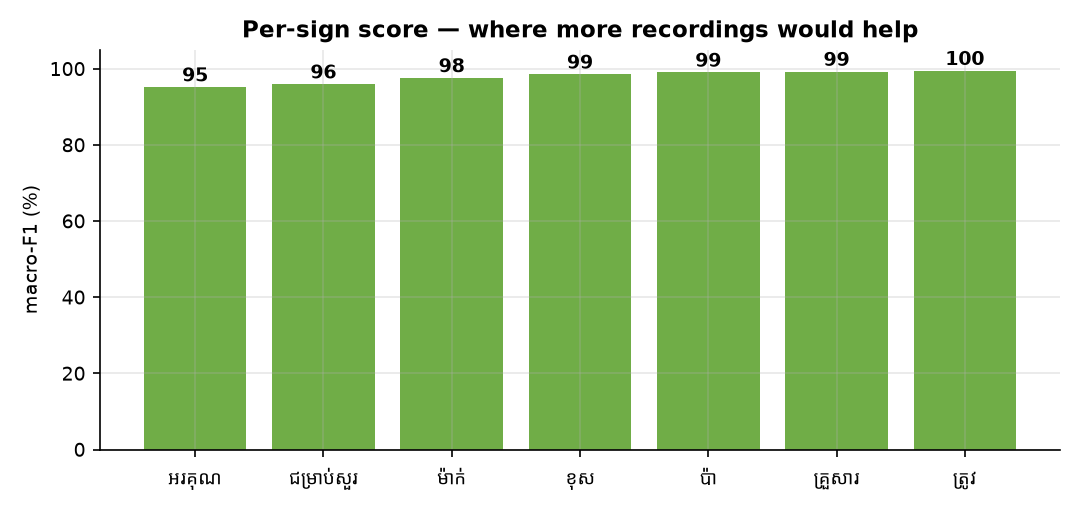 Per-sign score — where more recordings would help
macro-F1 (%)
100
80
60
40
20
0
95
96
98
99
99
99
100
អរគុណ
ជម្រាប់សួរ
ម៉ាក់
ខុស
ប៉ា
គ្រួសារ
ត្រូវ